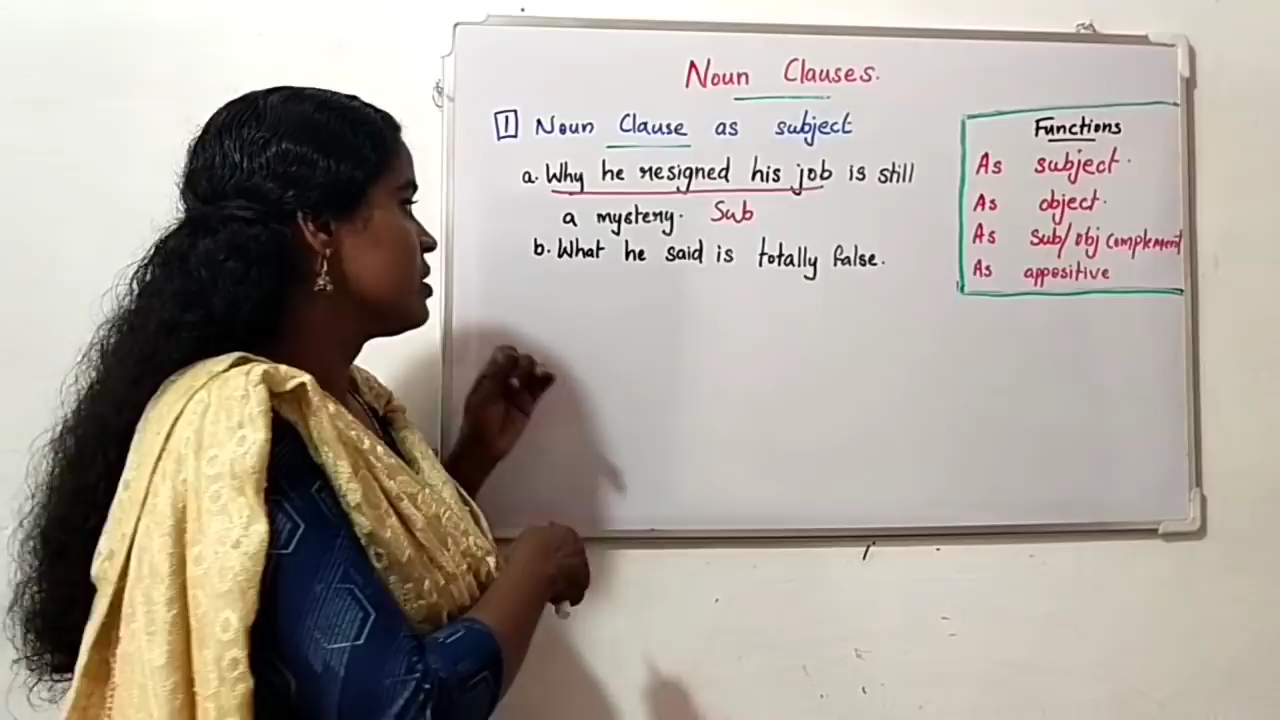 Noun Clauses.
1 Noun Clause as subject
a. Why he resigned his job is still
a mystery. Sub
b. What he said is totally false.
Functions
As subject.
As object.
As Sub/obj complement
As appositive